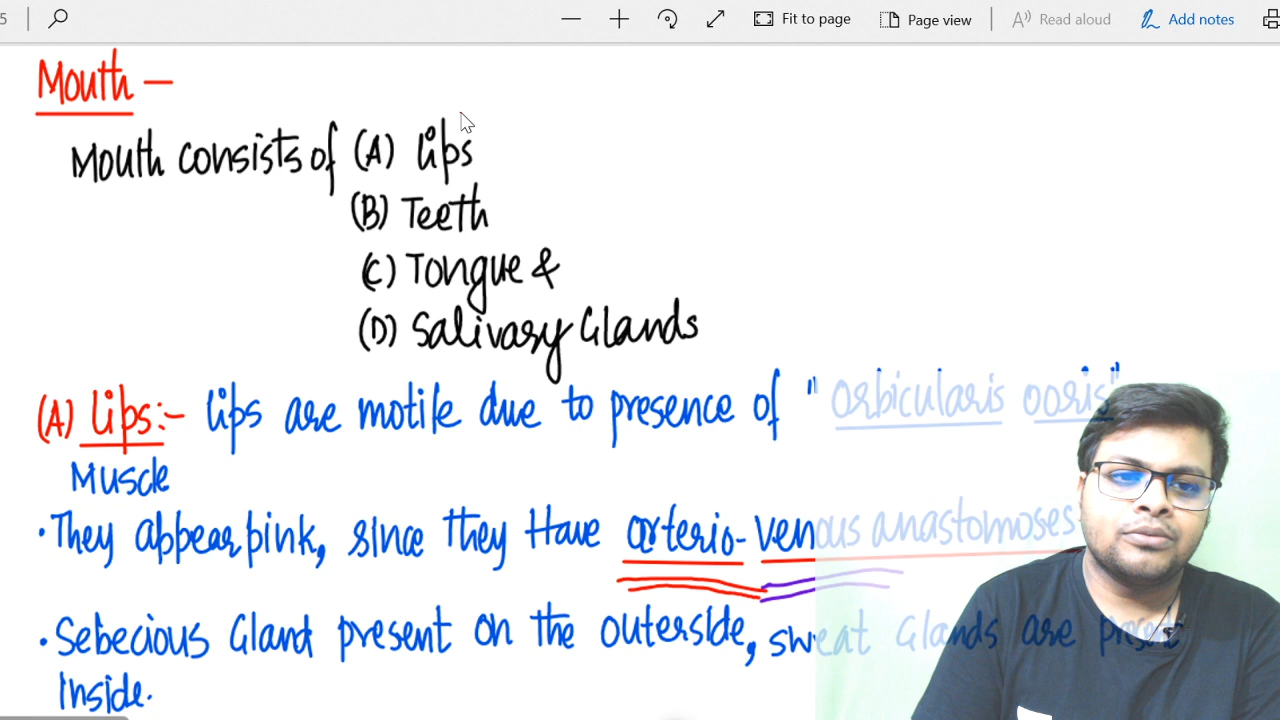 5 Fit to page Page view Read aloud Add notes
Mouth –
Mouth consists of (A) Lips
(B) Teeth
(C) Tongue &
(D) Salivary Glands
(A) Lips:– Lips are motile due to presence of "Orbicularis ooris"
Muscle
• They appear pink, since they Have arterio-venous anastomoses
• Sebecious Gland present on the outerside, sweat Glands are present
Inside.